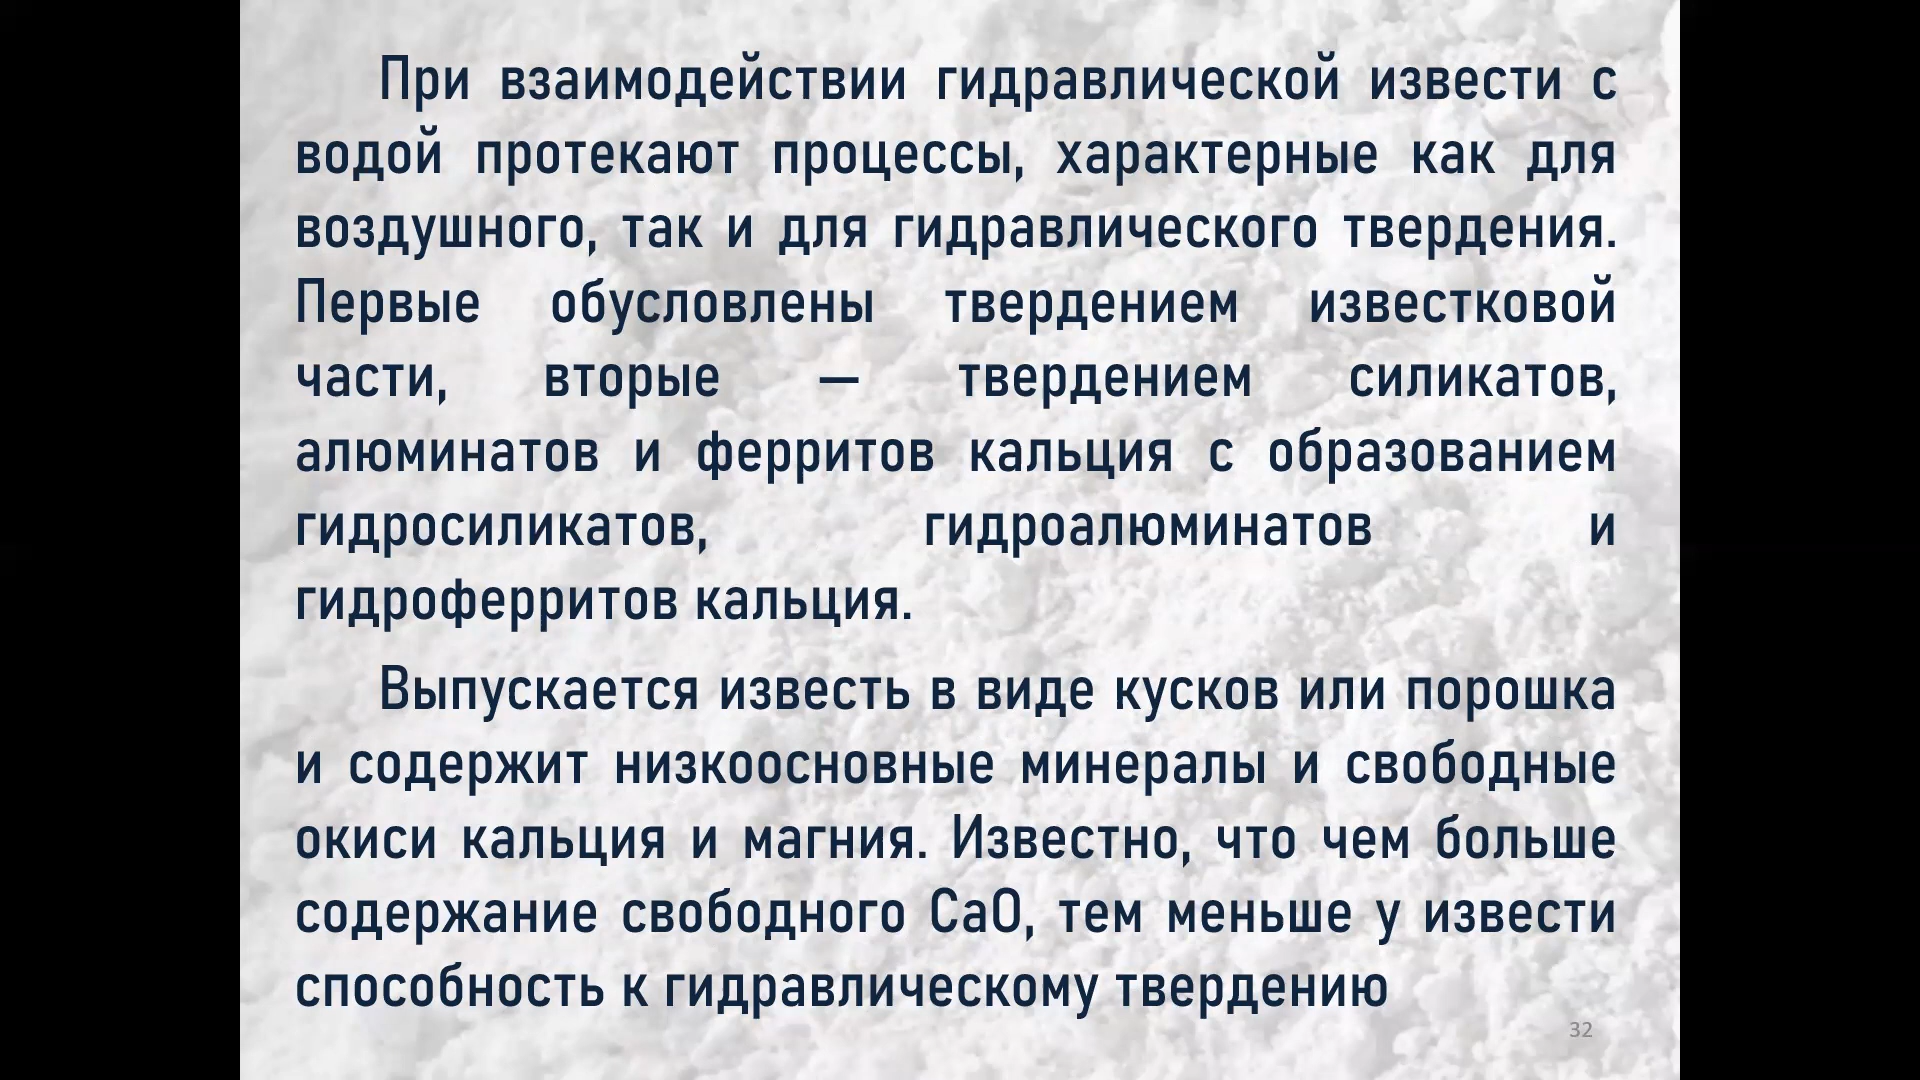 При взаимодействии гидравлической извести с
водой протекают процессы, характерные как для
воздушного, так и для гидравлического твердения.
Первые обусловлены твердением известковой
части, вторые — твердением силикатов,
алюминатов и ферритов кальция с образованием
гидросиликатов, гидроалюминатов и
гидроферритов кальция.
Выпускается известь в виде кусков или порошка
и содержит низкоосновные минералы и свободные
окиси кальция и магния. Известно, что чем больше
содержание свободного СаО, тем меньше у извести
способность к гидравлическому твердению
32